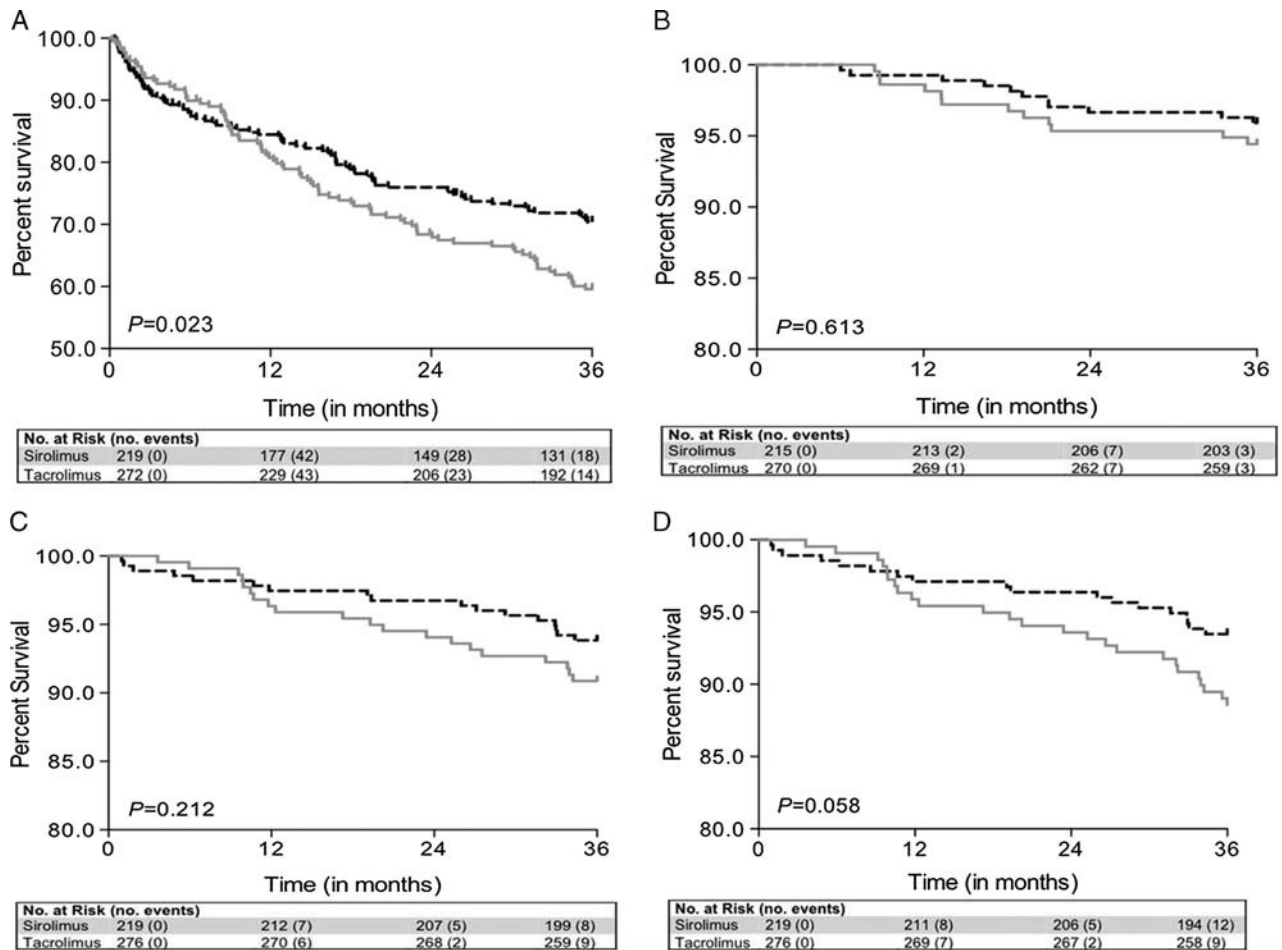 A
100.0
90.0
80.0
70.0
60.0
50.0
Percent survival
P=0.023
0 12 24 36
Time (in months)
No. at Risk (no. events)
Sirolimus 219 (0) 177 (42) 149 (28) 131 (18)
Tacrolimus 272 (0) 229 (43) 206 (23) 192 (14)
B
100.0
95.0
90.0
85.0
80.0
Percent Survival
P=0.613
0 12 24 36
Time (in months)
No. at Risk (no. events)
Sirolimus 215 (0) 213 (2) 206 (7) 203 (3)
Tacrolimus 270 (0) 269 (1) 262 (7) 259 (3)
C
100.0
95.0
90.0
85.0
80.0
Percent Survival
P=0.212
0 12 24 36
Time (in months)
No. at Risk (no. events)
Sirolimus 219 (0) 212 (7) 207 (5) 199 (8)
Tacrolimus 276 (0) 270 (6) 268 (2) 259 (9)
D
100.0
95.0
90.0
85.0
80.0
Percent survival
P=0.058
0 12 24 36
Time (in months)
No. at Risk (no. events)
Sirolimus 219 (0) 211 (8) 206 (5) 194 (12)
Tacrolimus 276 (0) 269 (7) 267 (2) 258 (9)